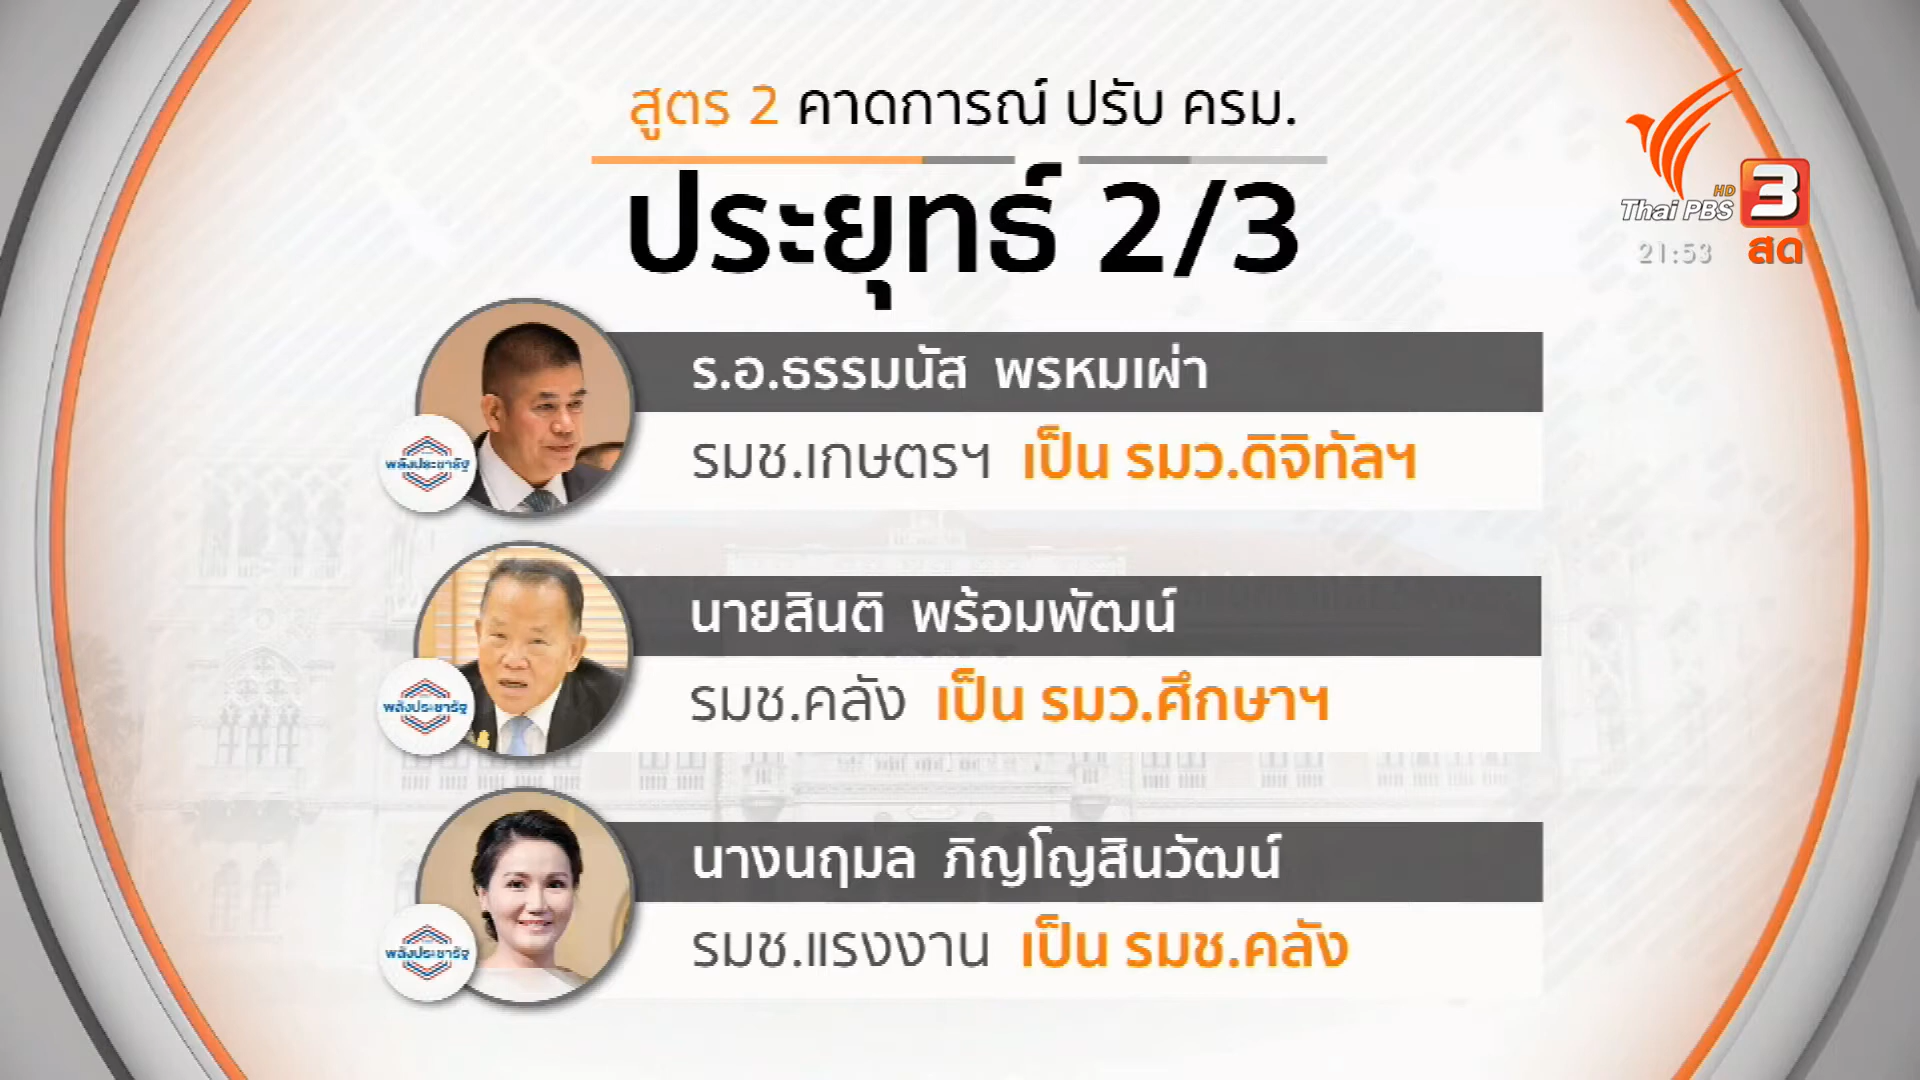 สูตร 2 คาดการณ์ ปรับ ครม.
ประยุทธ์ 2/3
HD
Thai PBS 3
21:53 สด
ร.อ.ธรรมนัส พรหมเผ่า
พลังประชารัฐ
รมช.เกษตรฯ เป็น รมว.ดิจิทัลฯ
นายสินติ พร้อมพัฒน์
พลังประชารัฐ
รมช.คลัง เป็น รมว.ศึกษาฯ
นางนฤมล ภิญโญสินวัฒน์
พลังประชารัฐ
รมช.แรงงาน เป็น รมช.คลัง